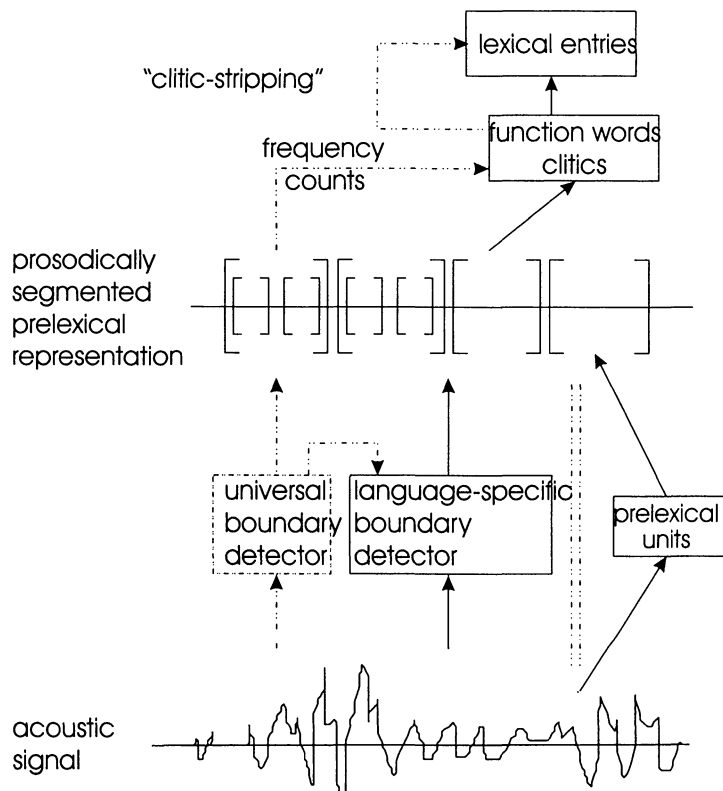 lexical entries
"clitic-stripping"
function words
clitics
frequency
counts
prosodically
segmented
prelexical
representation
universal
boundary
detector
language-specific
boundary
detector
prelexical
units
acoustic
signal